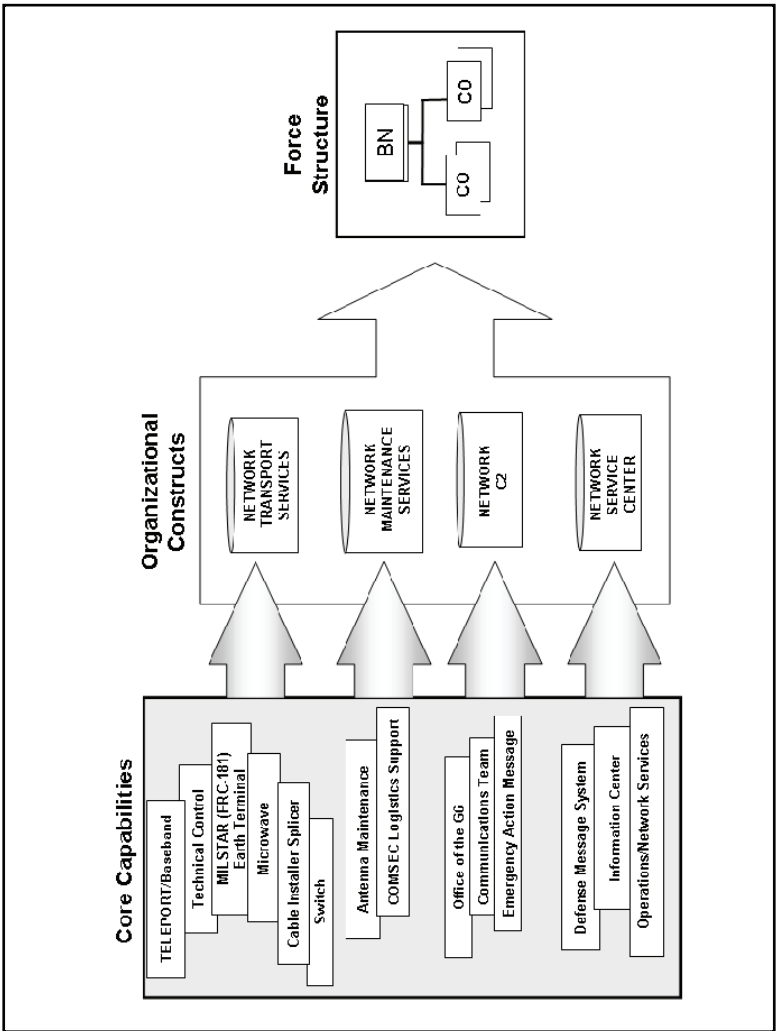 Core Capabilities
TELEPORT/Baseband
Technical Control
MILSTAR (FRC-181)
Earth Terminal
Microwave
Cable Installer Splicer
Switch
Antenna Maintenance
COMSEC Logistics Support
Office of the G6
Communications Team
Emergency Action Message
Defense Message System
Information Center
Operations/Network Services
Organizational
Constructs
NETWORK
TRANSPORT
SERVICES
NETWORK
MAINTENANCE
SERVICES
NETWORK
C2
NETWORK
SERVICE
CENTER
Force
Structure
BN
CO
CO